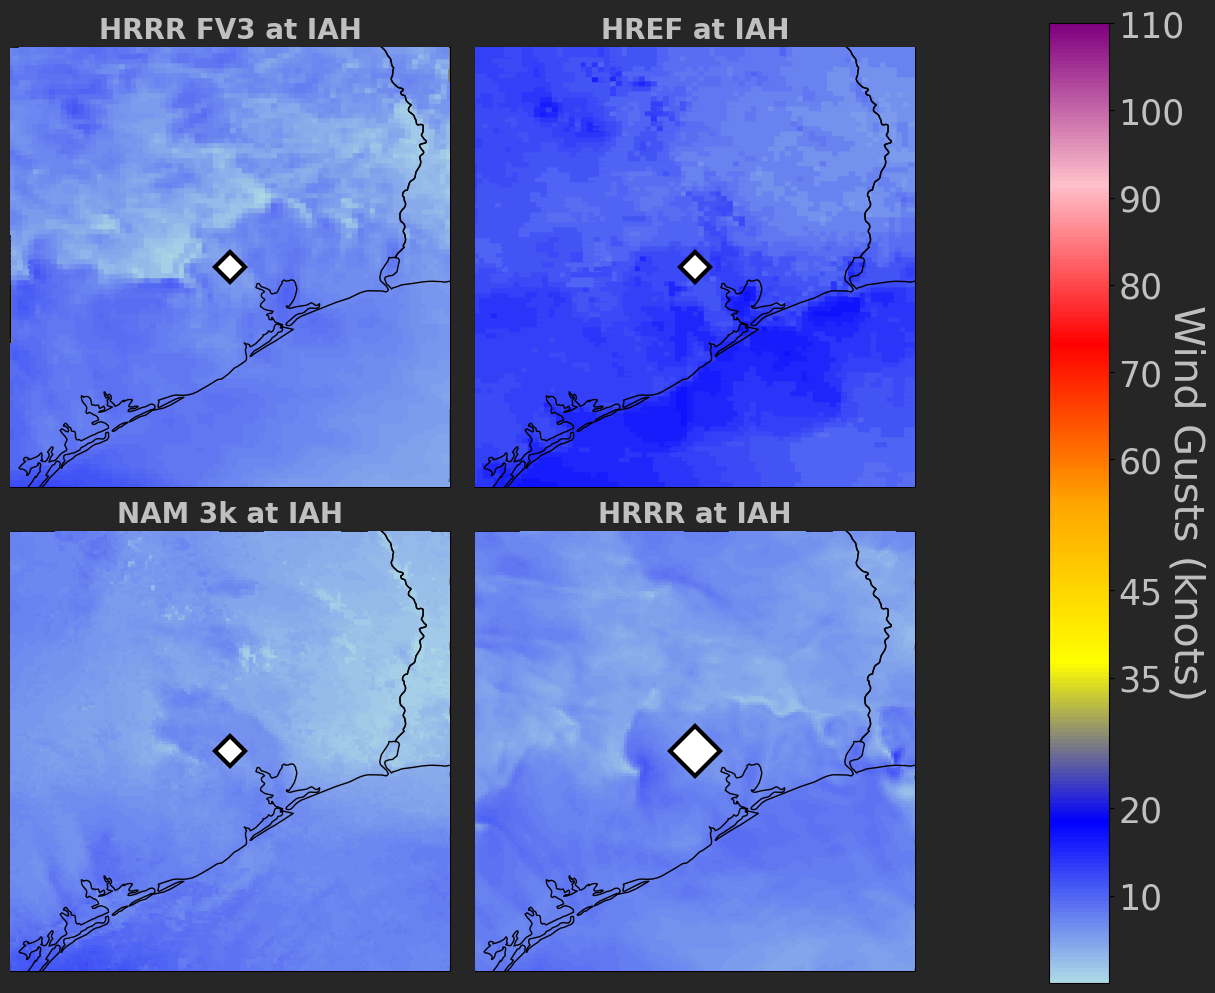 HRRR FV3 at IAH
HREF at IAH
NAM 3k at IAH
HRRR at IAH
110
100
90
80
70
60
45
35
20
10
Wind Gusts (knots)